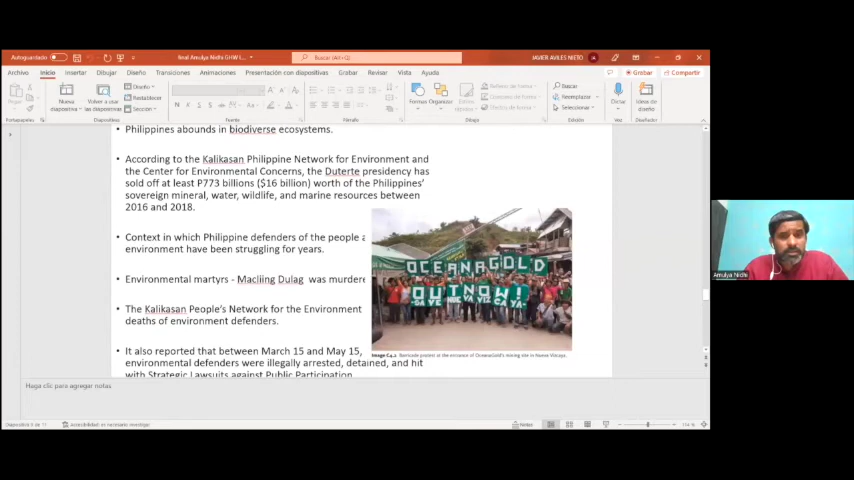 Autoguardado
Real Amulya Nidhi GHW L...
Buscar
JAVIER AVILES NIETO
JA
Archivo Inicio Insertar Dibujar Diseño Transiciones Animaciones Presentación con diapositivas Grabar Revisar Vista Ayuda
Grabar Compartir
Pegar
Nueva diapositiva
Volver a usar diapositivas
Diseño
Restablecer
Sección
N K S
Formas Organizar Estilos rápidos
Buscar
Reemplazar
Seleccionar
Dictar
Ideas de diseño
Portapapeles Diapositivas Fuente Párrafo Dibujo Edición Voz Diseñador
• Philippines abounds in biodiverse ecosystems.
• According to the Kalikasan Philippine Network for Environment and
the Center for Environmental Concerns, the Duterte presidency has
sold off at least P773 billions ($16 billion) worth of the Philippines'
sovereign mineral, water, wildlife, and marine resources between
2016 and 2018.
• Context in which Philippine defenders of the people a
environment have been struggling for years.
• Environmental martyrs - Macliing Dulag was murdere
• The Kalikasan People's Network for the Environment
deaths of environment defenders.
• It also reported that between March 15 and May 15,
environmental defenders were illegally arrested, detained, and hit
with Strategic Lawsuits against Public Participation.
OCEANAGOLD
OUT NOW!
Barricade protest at the entrance of OceanaGold's mining site in Nueva Vizcaya.
Haga clic para agregar notas
Notas
Amulya Nidhi